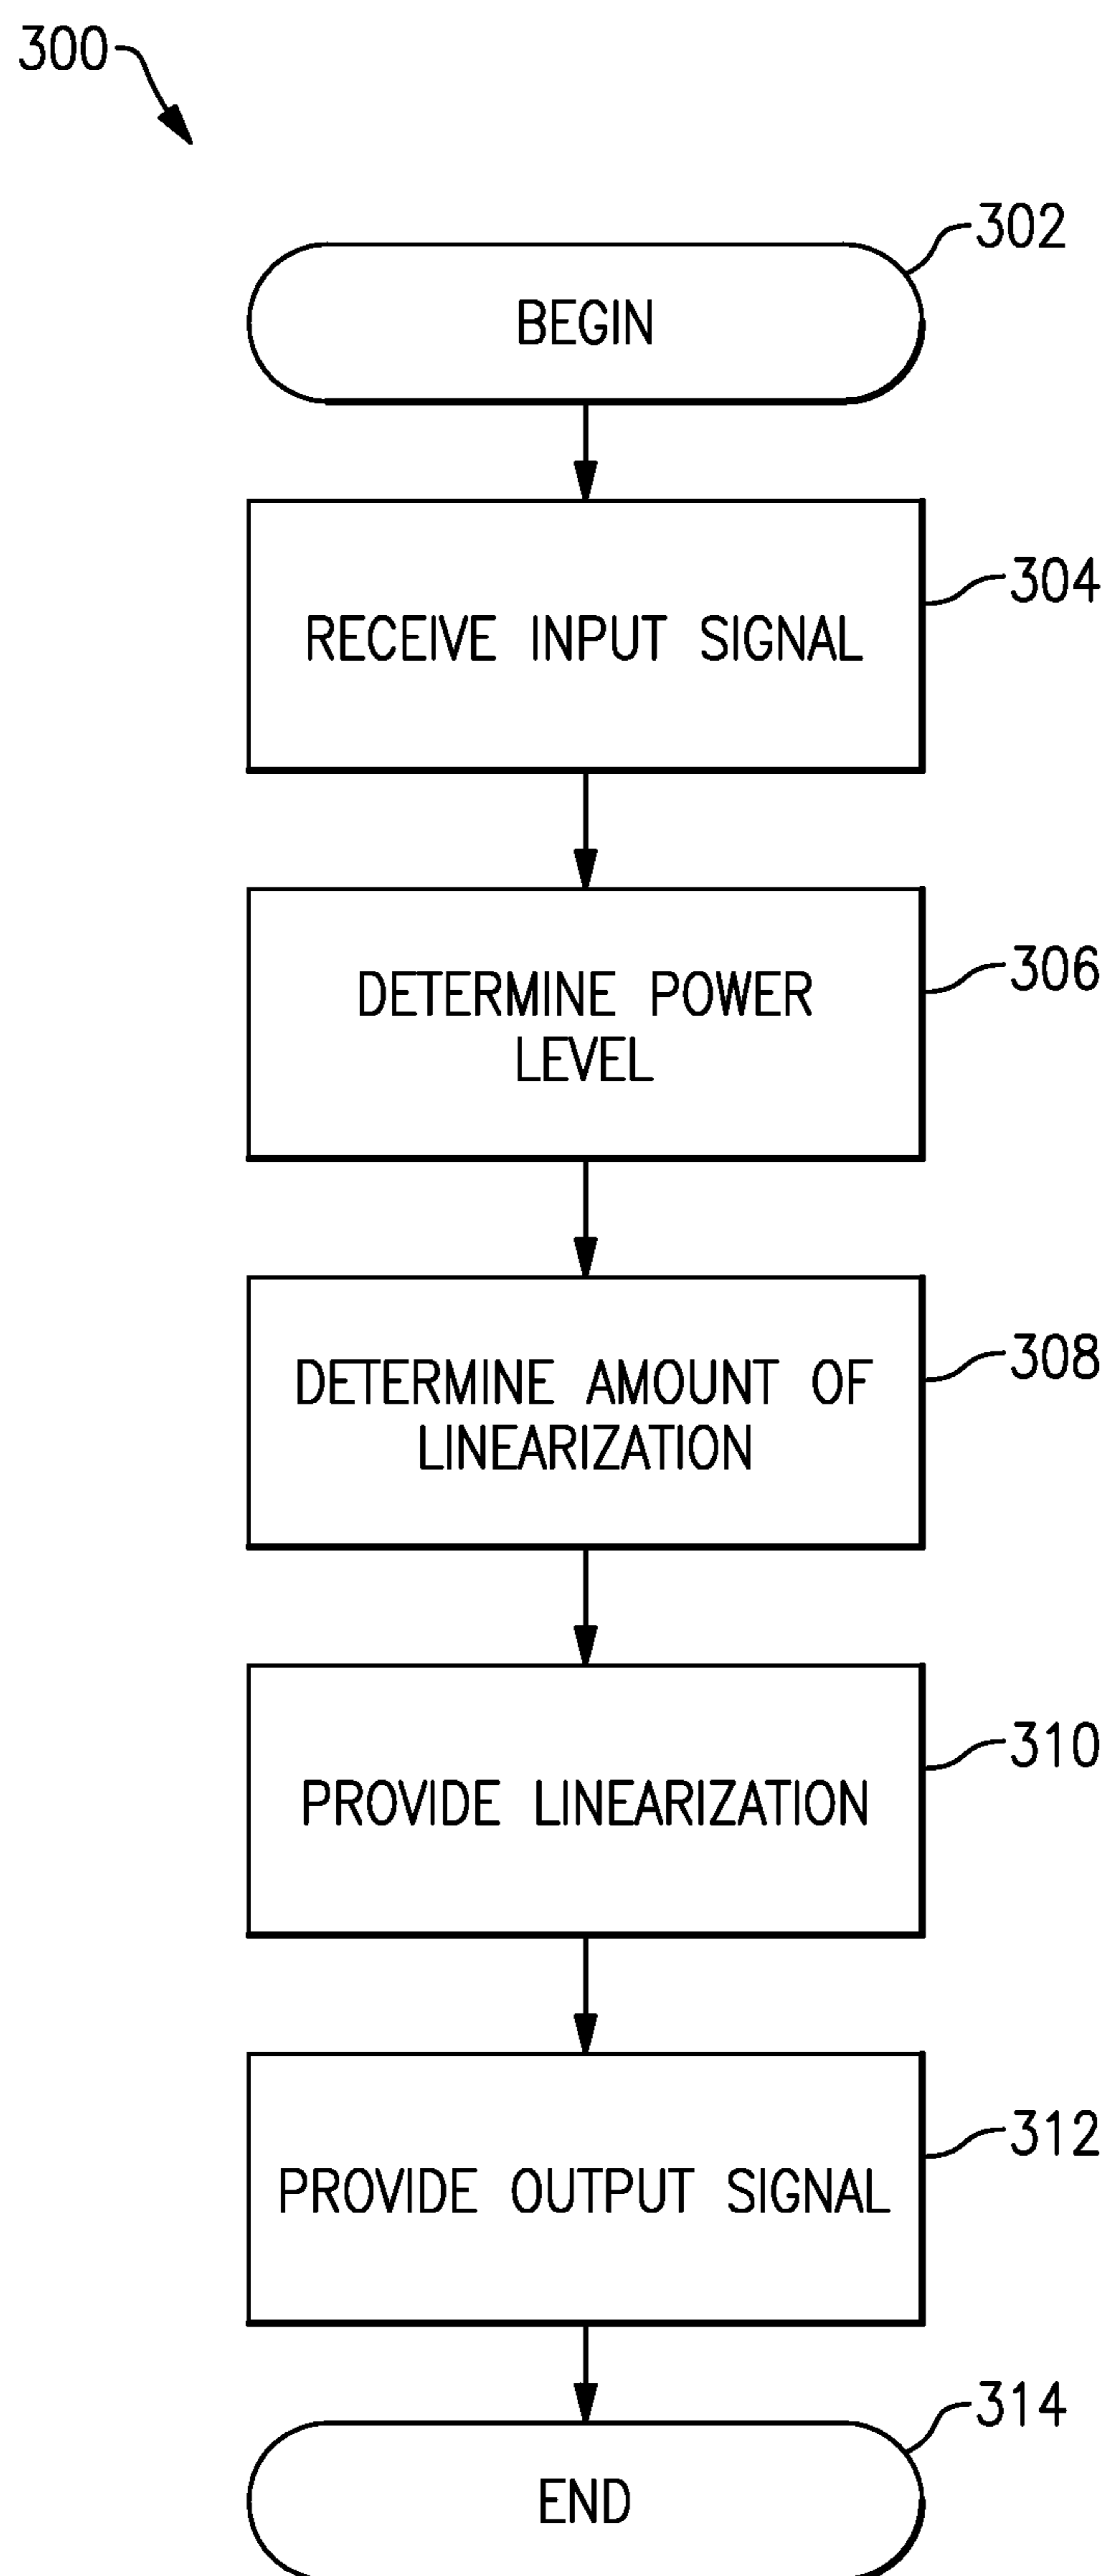 300
302
BEGIN
304
RECEIVE INPUT SIGNAL
306
DETERMINE POWER
LEVEL
308
DETERMINE AMOUNT OF
LINEARIZATION
310
PROVIDE LINEARIZATION
312
PROVIDE OUTPUT SIGNAL
314
END